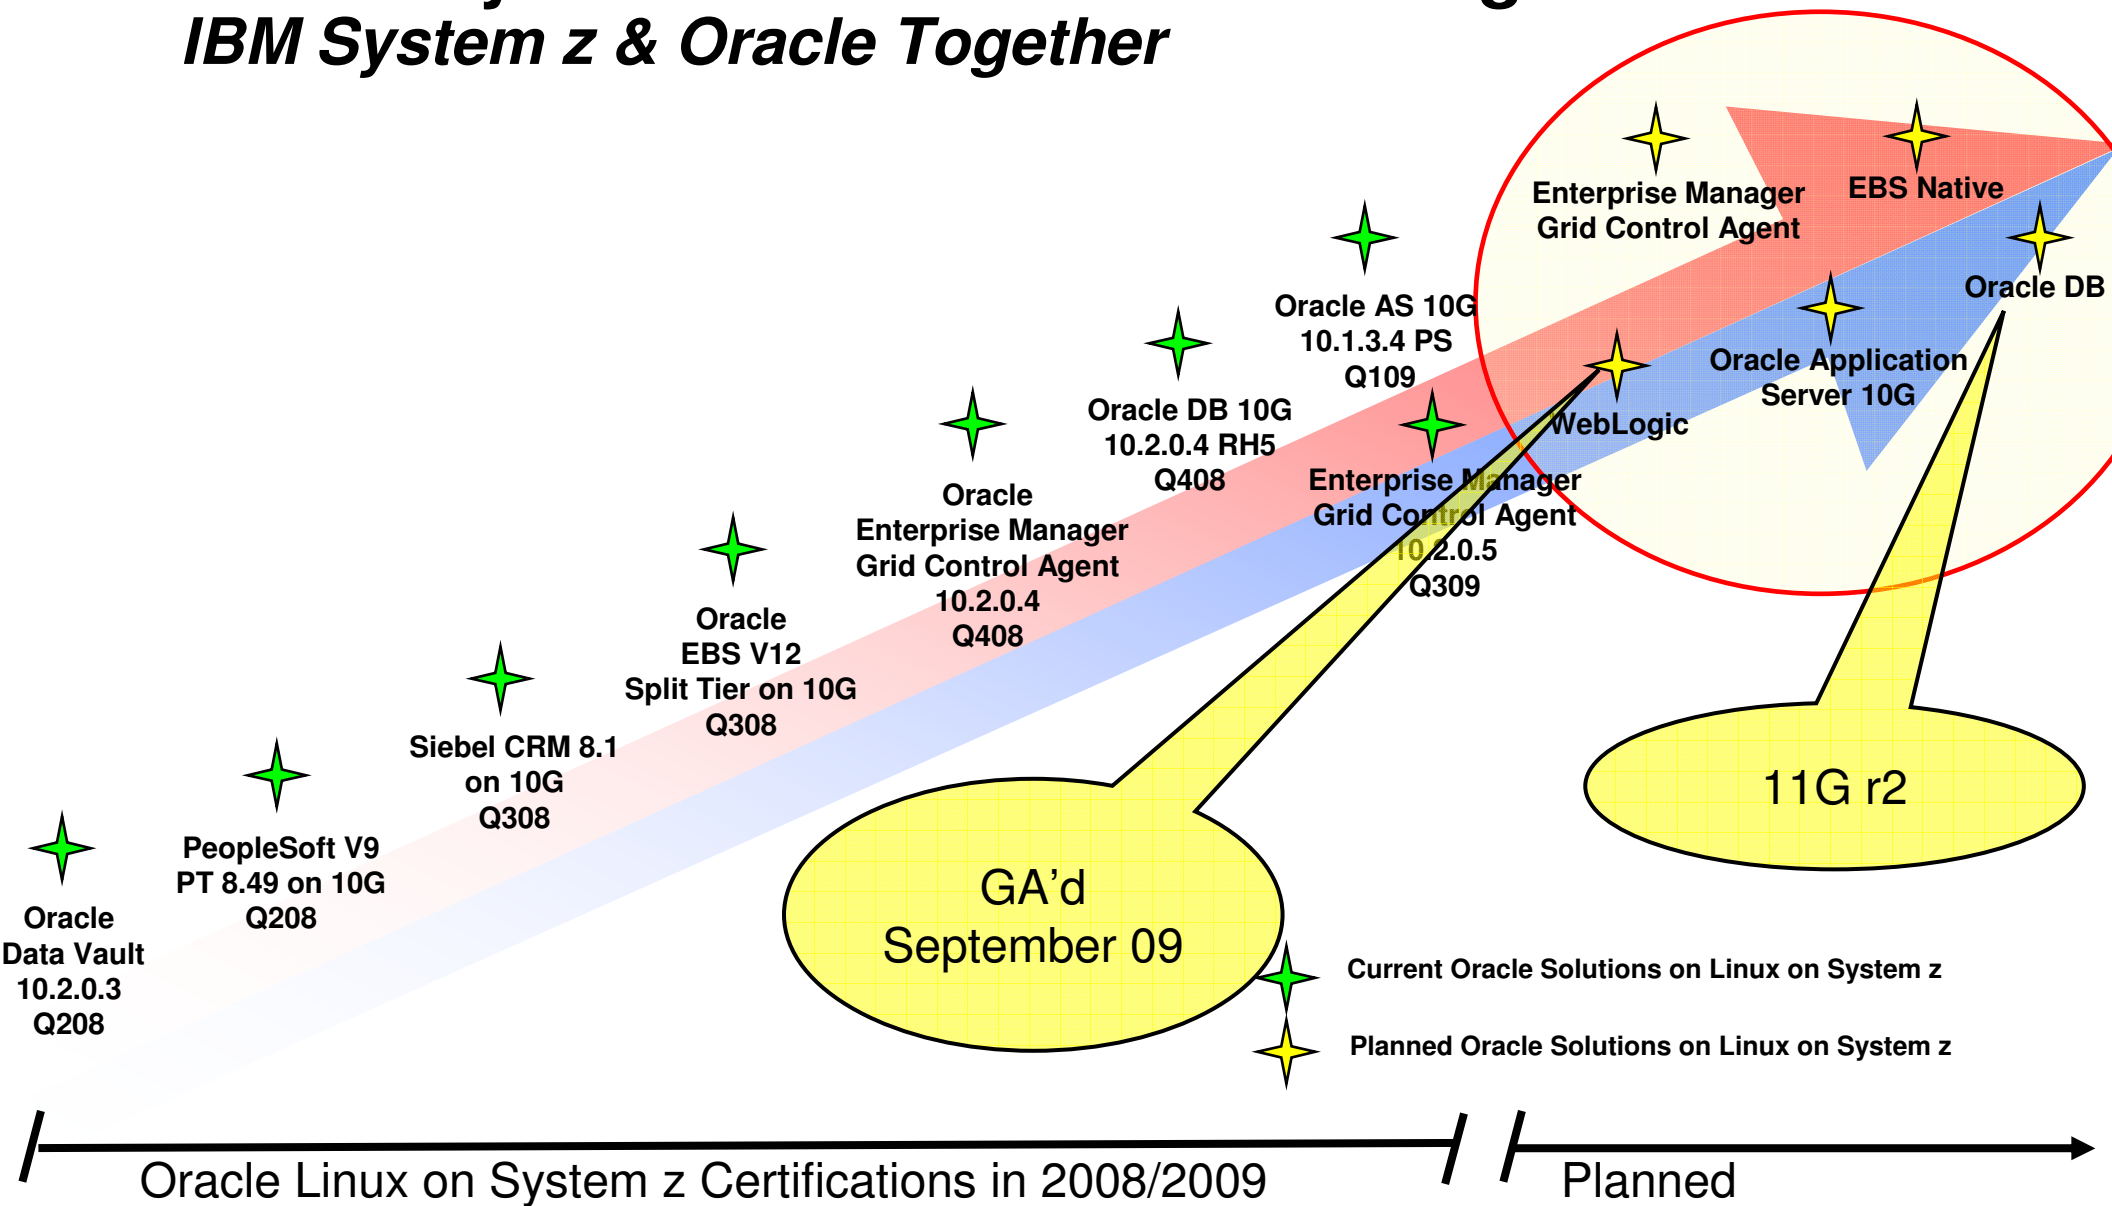 IBM System z & Oracle Together
Enterprise Manager
Grid Control Agent
EBS Native
Oracle DB
Oracle Application
Server 10G
WebLogic
Oracle AS 10G
10.1.3.4 PS
Q109
Oracle DB 10G
10.2.0.4 RH5
Q408
Enterprise Manager
Grid Control Agent
10.2.0.5
Q309
Oracle
Enterprise Manager
Grid Control Agent
10.2.0.4
Q408
Oracle
EBS V12
Split Tier on 10G
Q308
Siebel CRM 8.1
on 10G
Q308
PeopleSoft V9
PT 8.49 on 10G
Q208
Oracle
Data Vault
10.2.0.3
Q208
11G r2
GA’d
September 09
Current Oracle Solutions on Linux on System z
Planned Oracle Solutions on Linux on System z
Oracle Linux on System z Certifications in 2008/2009
Planned